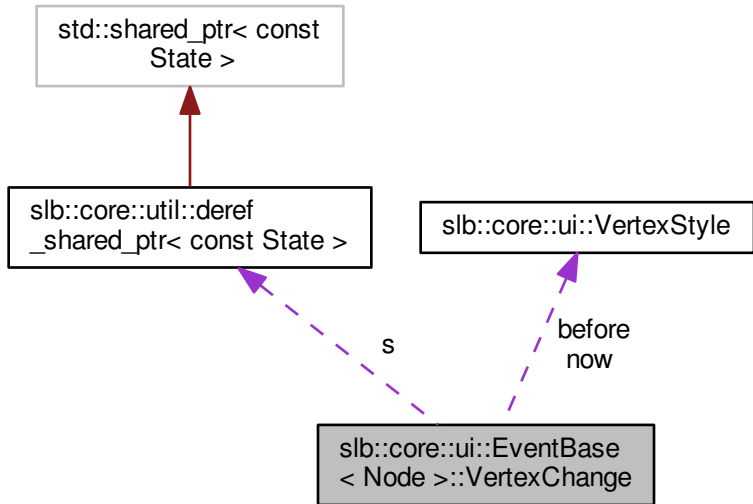 std::shared_ptr< const
State >
slb::core::util::deref
_shared_ptr< const State >
slb::core::ui::VertexStyle
s
before
now
slb::core::ui::EventBase
< Node >::VertexChange